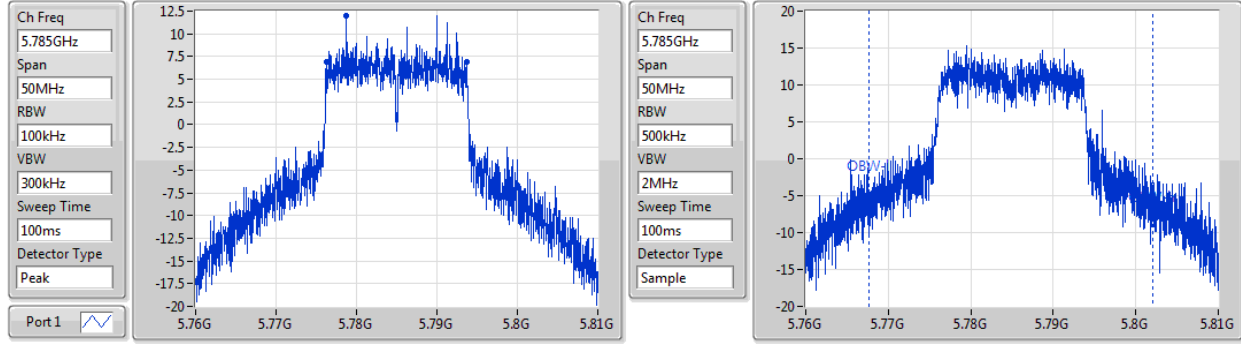 Ch Freq
5.785GHz
Span
50MHz
RBW
100kHz
VBW
300kHz
Sweep Time
100ms
Detector Type
Peak
Port 1
12.5
10
7.5
5
2.5
0
-2.5
-5
-7.5
-10
-12.5
-15
-17.5
-20
5.76G 5.77G 5.78G 5.79G 5.8G 5.81G
Ch Freq
5.785GHz
Span
50MHz
RBW
500kHz
VBW
2MHz
Sweep Time
100ms
Detector Type
Sample
20
15
10
5
0
-5
-10
-15
-20
OBW
5.76G 5.77G 5.78G 5.79G 5.8G 5.81G